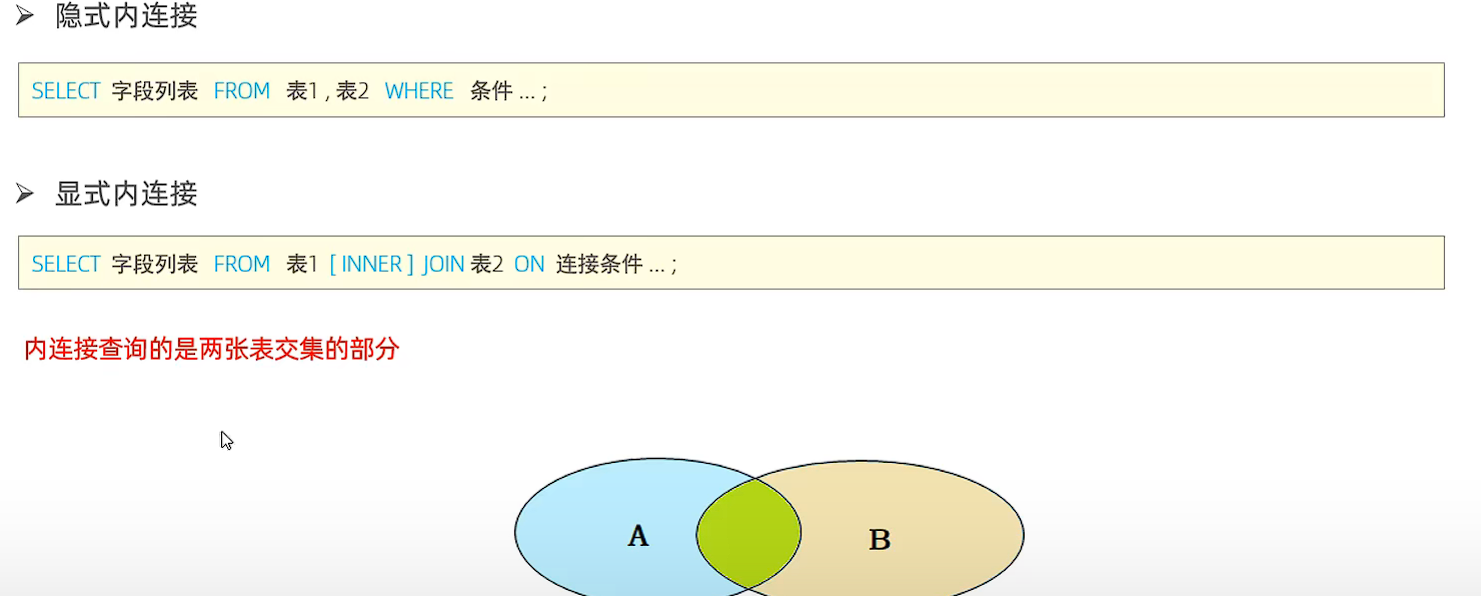 隐式内连接
SELECT 字段列表 FROM 表1 , 表2 WHERE 条件 ... ;
显式内连接
SELECT 字段列表 FROM 表1 [ INNER ] JOIN 表2 ON 连接条件 ... ;
内连接查询的是两张表交集的部分
A B